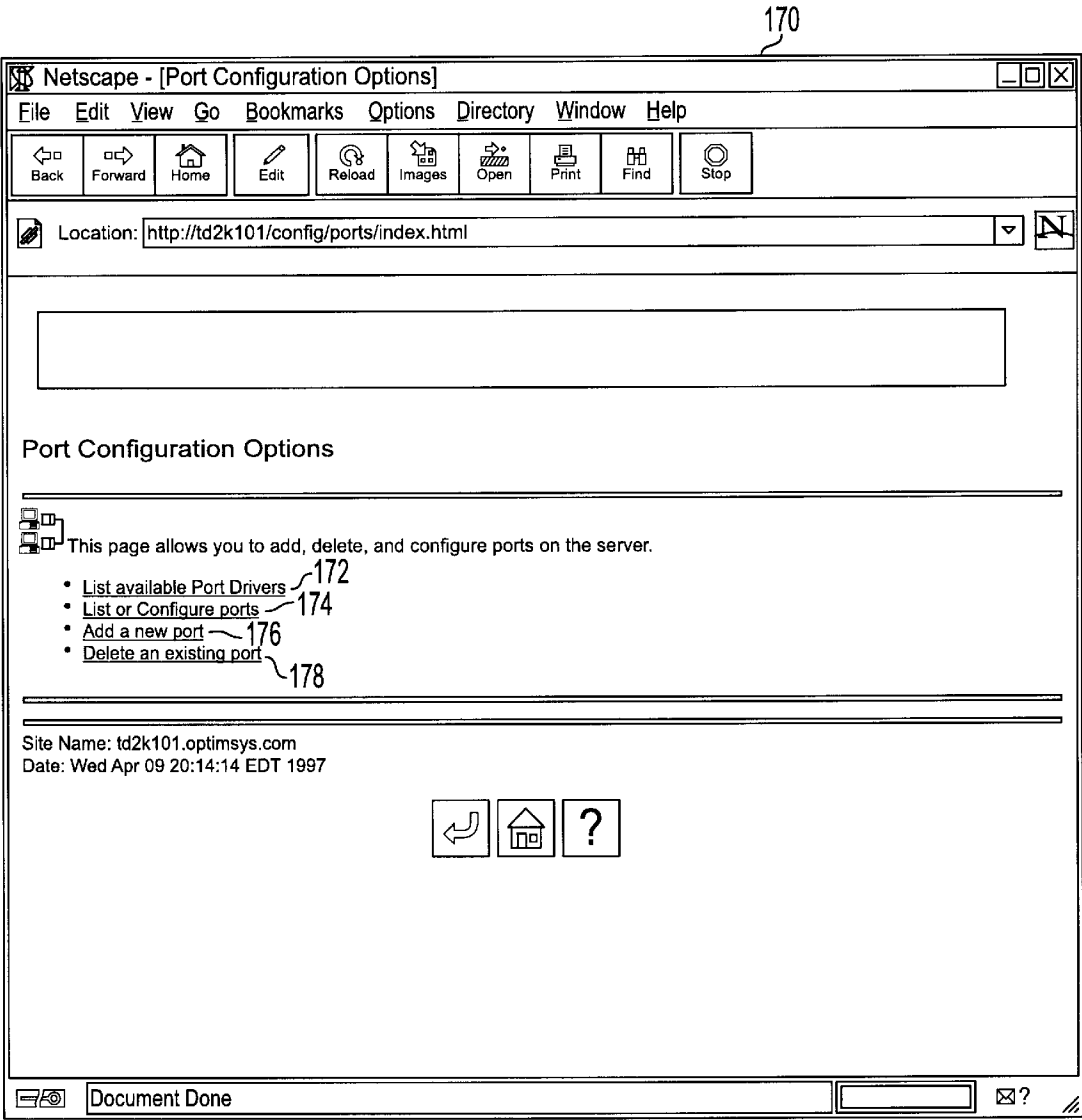 170
Netscape - [Port Configuration Options]
File Edit View Go Bookmarks Options Directory Window Help
Back Forward Home Edit Reload Images Open Print Find Stop
Location: http://td2k101/config/ports/index.html N
Port Configuration Options
This page allows you to add, delete, and configure ports on the server.
• List available Port Drivers 172
• List or Configure ports 174
• Add a new port 176
• Delete an existing port 178
Site Name: td2k101.optimsys.com
Date: Wed Apr 09 20:14:14 EDT 1997
?
Document Done ?